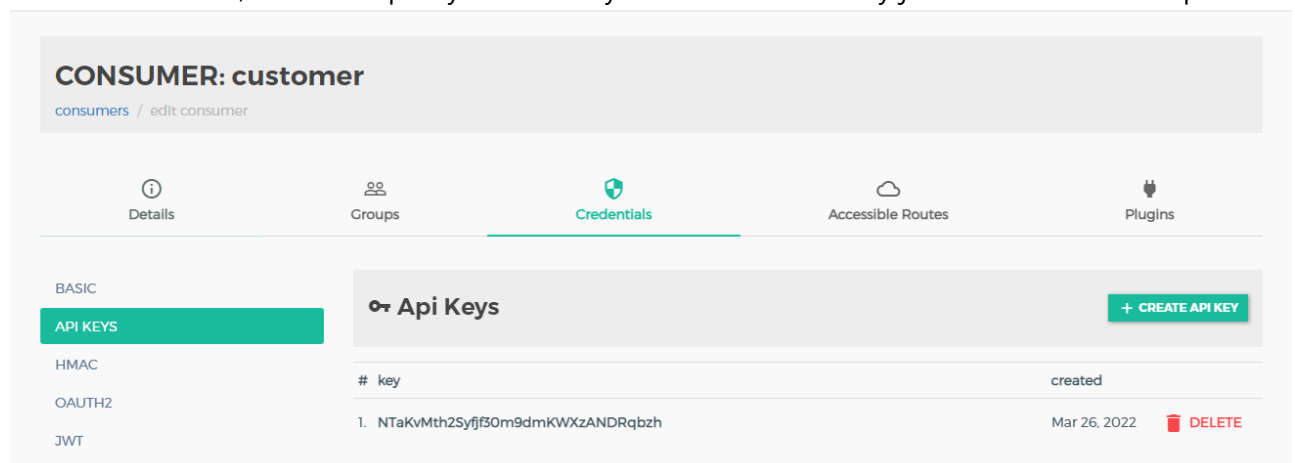 CONSUMER: customer
consumers / edit consumer
Details
Groups
Credentials
Accessible Routes
Plugins
BASIC
API KEYS
HMAC
OAUTH2
JWT
Api Keys
+ CREATE API KEY
# key created
1. NTaKvMth2Syfjf30m9dmKWXzANDRqbzh Mar 26, 2022 DELETE